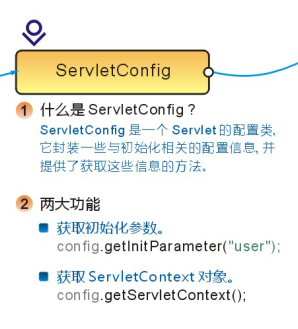 ServletConfig
1 什么是 ServletConfig？
ServletConfig 是一个 Servlet 的配置类,
它封装一些与初始化相关的配置信息, 并
提供了获取这些信息的方法。
2 两大功能
获取初始化参数。
config.getInitParameter("user");
获取 ServletContext 对象。
config.getServletContext();